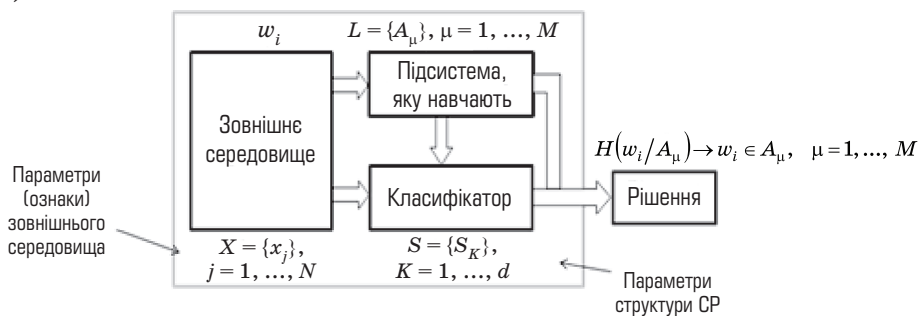 w_i
L = {A_μ}, μ = 1, ..., M
Зовнішнє
середовище
Підсистема,
яку навчають
Класифікатор
H(w_i/A_μ) → w_i ∈ A_μ, μ = 1, ..., M
Рішення
Параметри
(ознаки)
зовнішнього
середовища
X = {x_j},
j = 1, ..., N
S = {S_K},
K = 1, ..., d
Параметри
структури СР